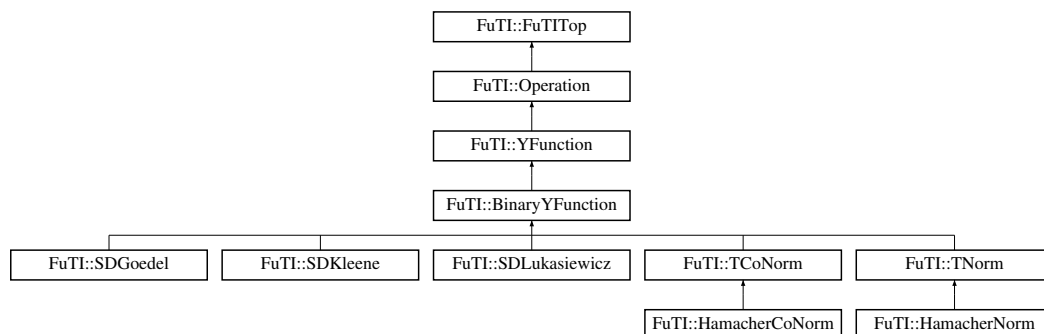 FuTI::FuTITop
FuTI::Operation
FuTI::YFunction
FuTI::BinaryYFunction
FuTI::SDGoedel
FuTI::SDKleene
FuTI::SDLukasiewicz
FuTI::TCoNorm
FuTI::TNorm
FuTI::HamacherCoNorm
FuTI::HamacherNorm